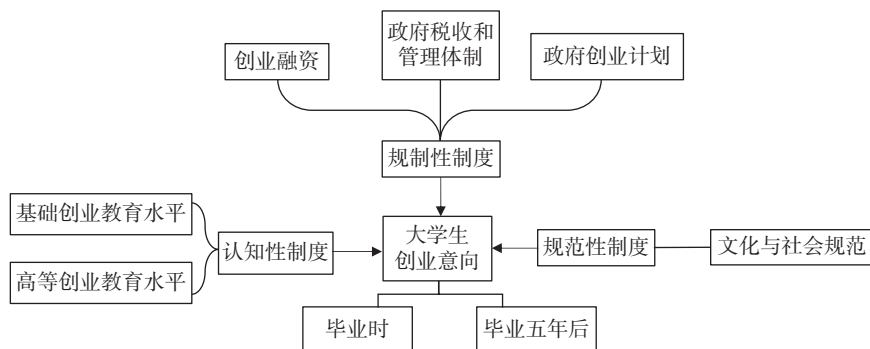 创业融资
政府税收和
管理体制
政府创业计划
规制性制度
基础创业教育水平
高等创业教育水平
认知性制度
大学生
创业意向
规范性制度
文化与社会规范
毕业时
毕业五年后